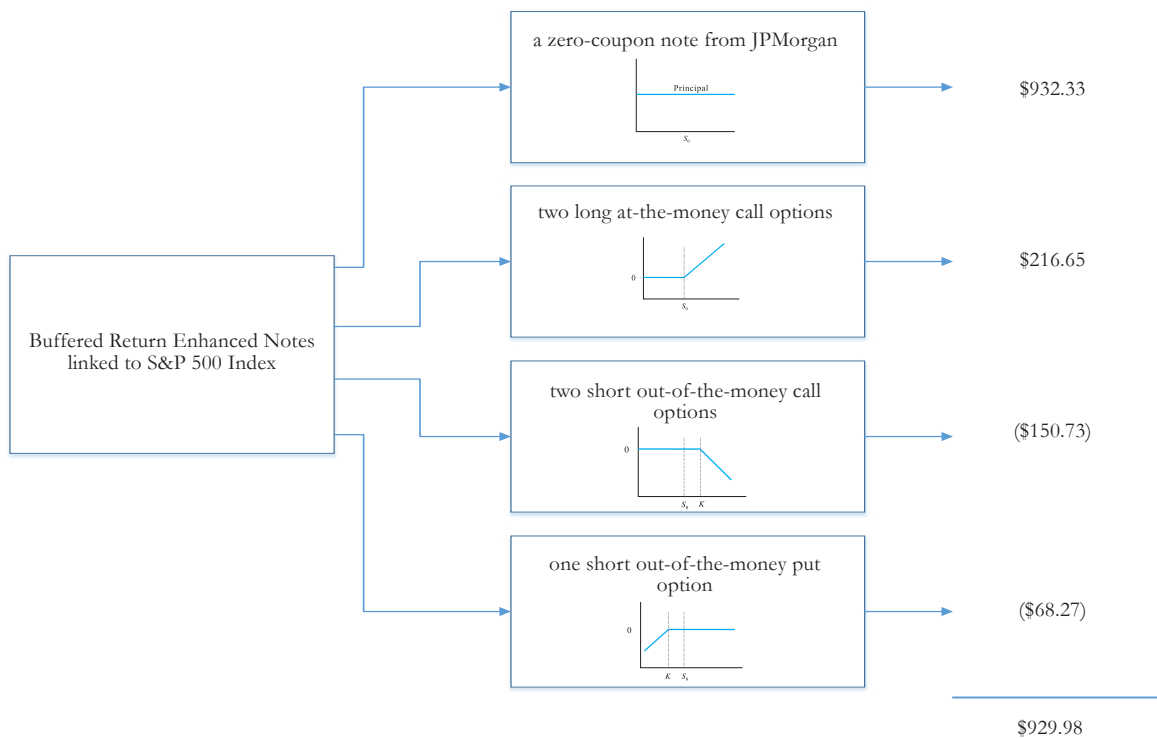 a zero-coupon note from JPMorgan
Principal
S₀
$932.33
two long at-the-money call options
0
S₀
$216.65
Buffered Return Enhanced Notes
linked to S&P 500 Index
two short out-of-the-money call
options
0
S₀ K
($150.73)
one short out-of-the-money put
option
0
K S₀
($68.27)
$929.98